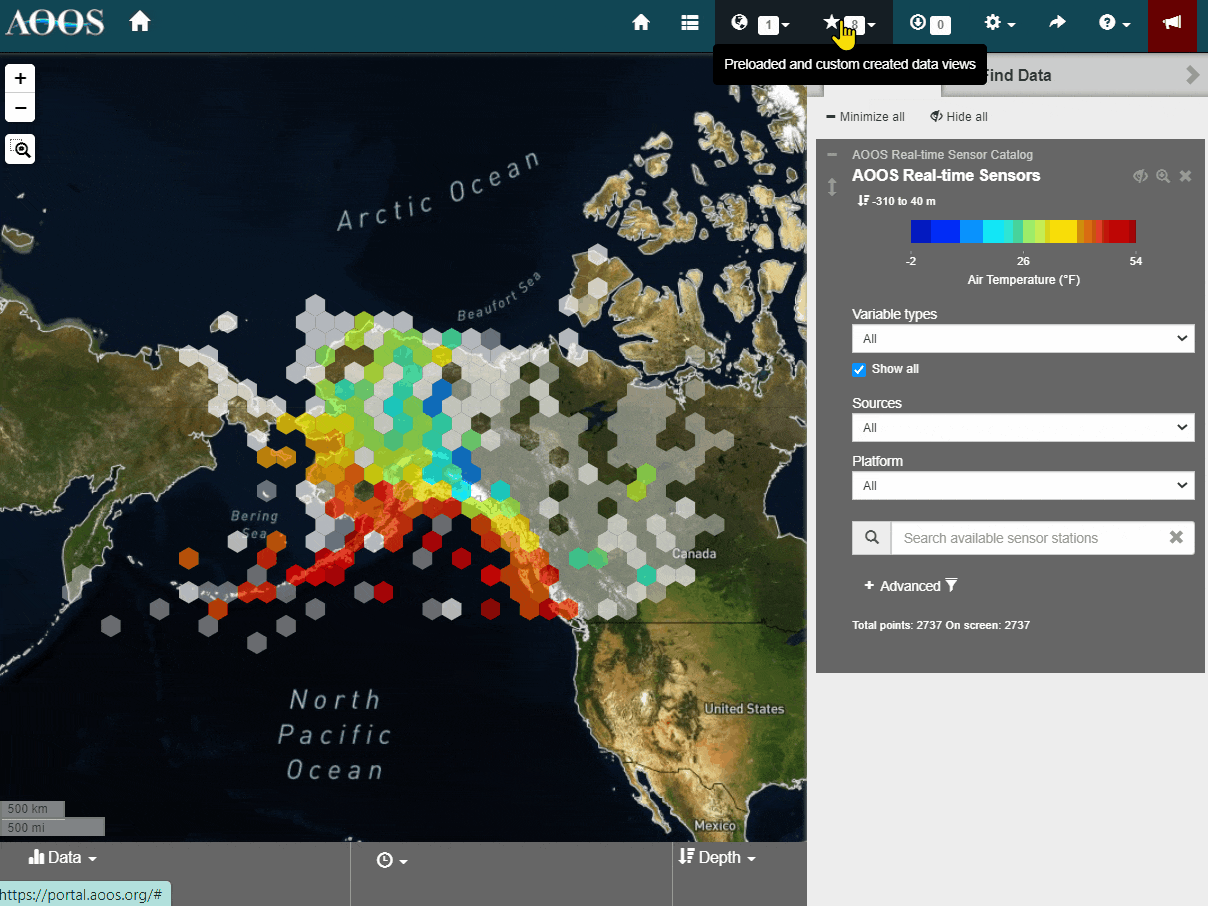 AOOS
1
8
0
?
Preloaded and custom created data views
ind Data
+
−
Minimize all
Hide all
AOOS Real-time Sensor Catalog
AOOS Real-time Sensors
-310 to 40 m
-2
26
54
Air Temperature (°F)
Variable types
All
Show all
Sources
All
Platform
All
Search available sensor stations
+ Advanced
Total points: 2737 On screen: 2737
Arctic Ocean
Beaufort Sea
Bering
Sea
Canada
North
Pacific
Ocean
United States
Mexico
500 km
500 mi
Data
Depth
https://portal.aoos.org/#